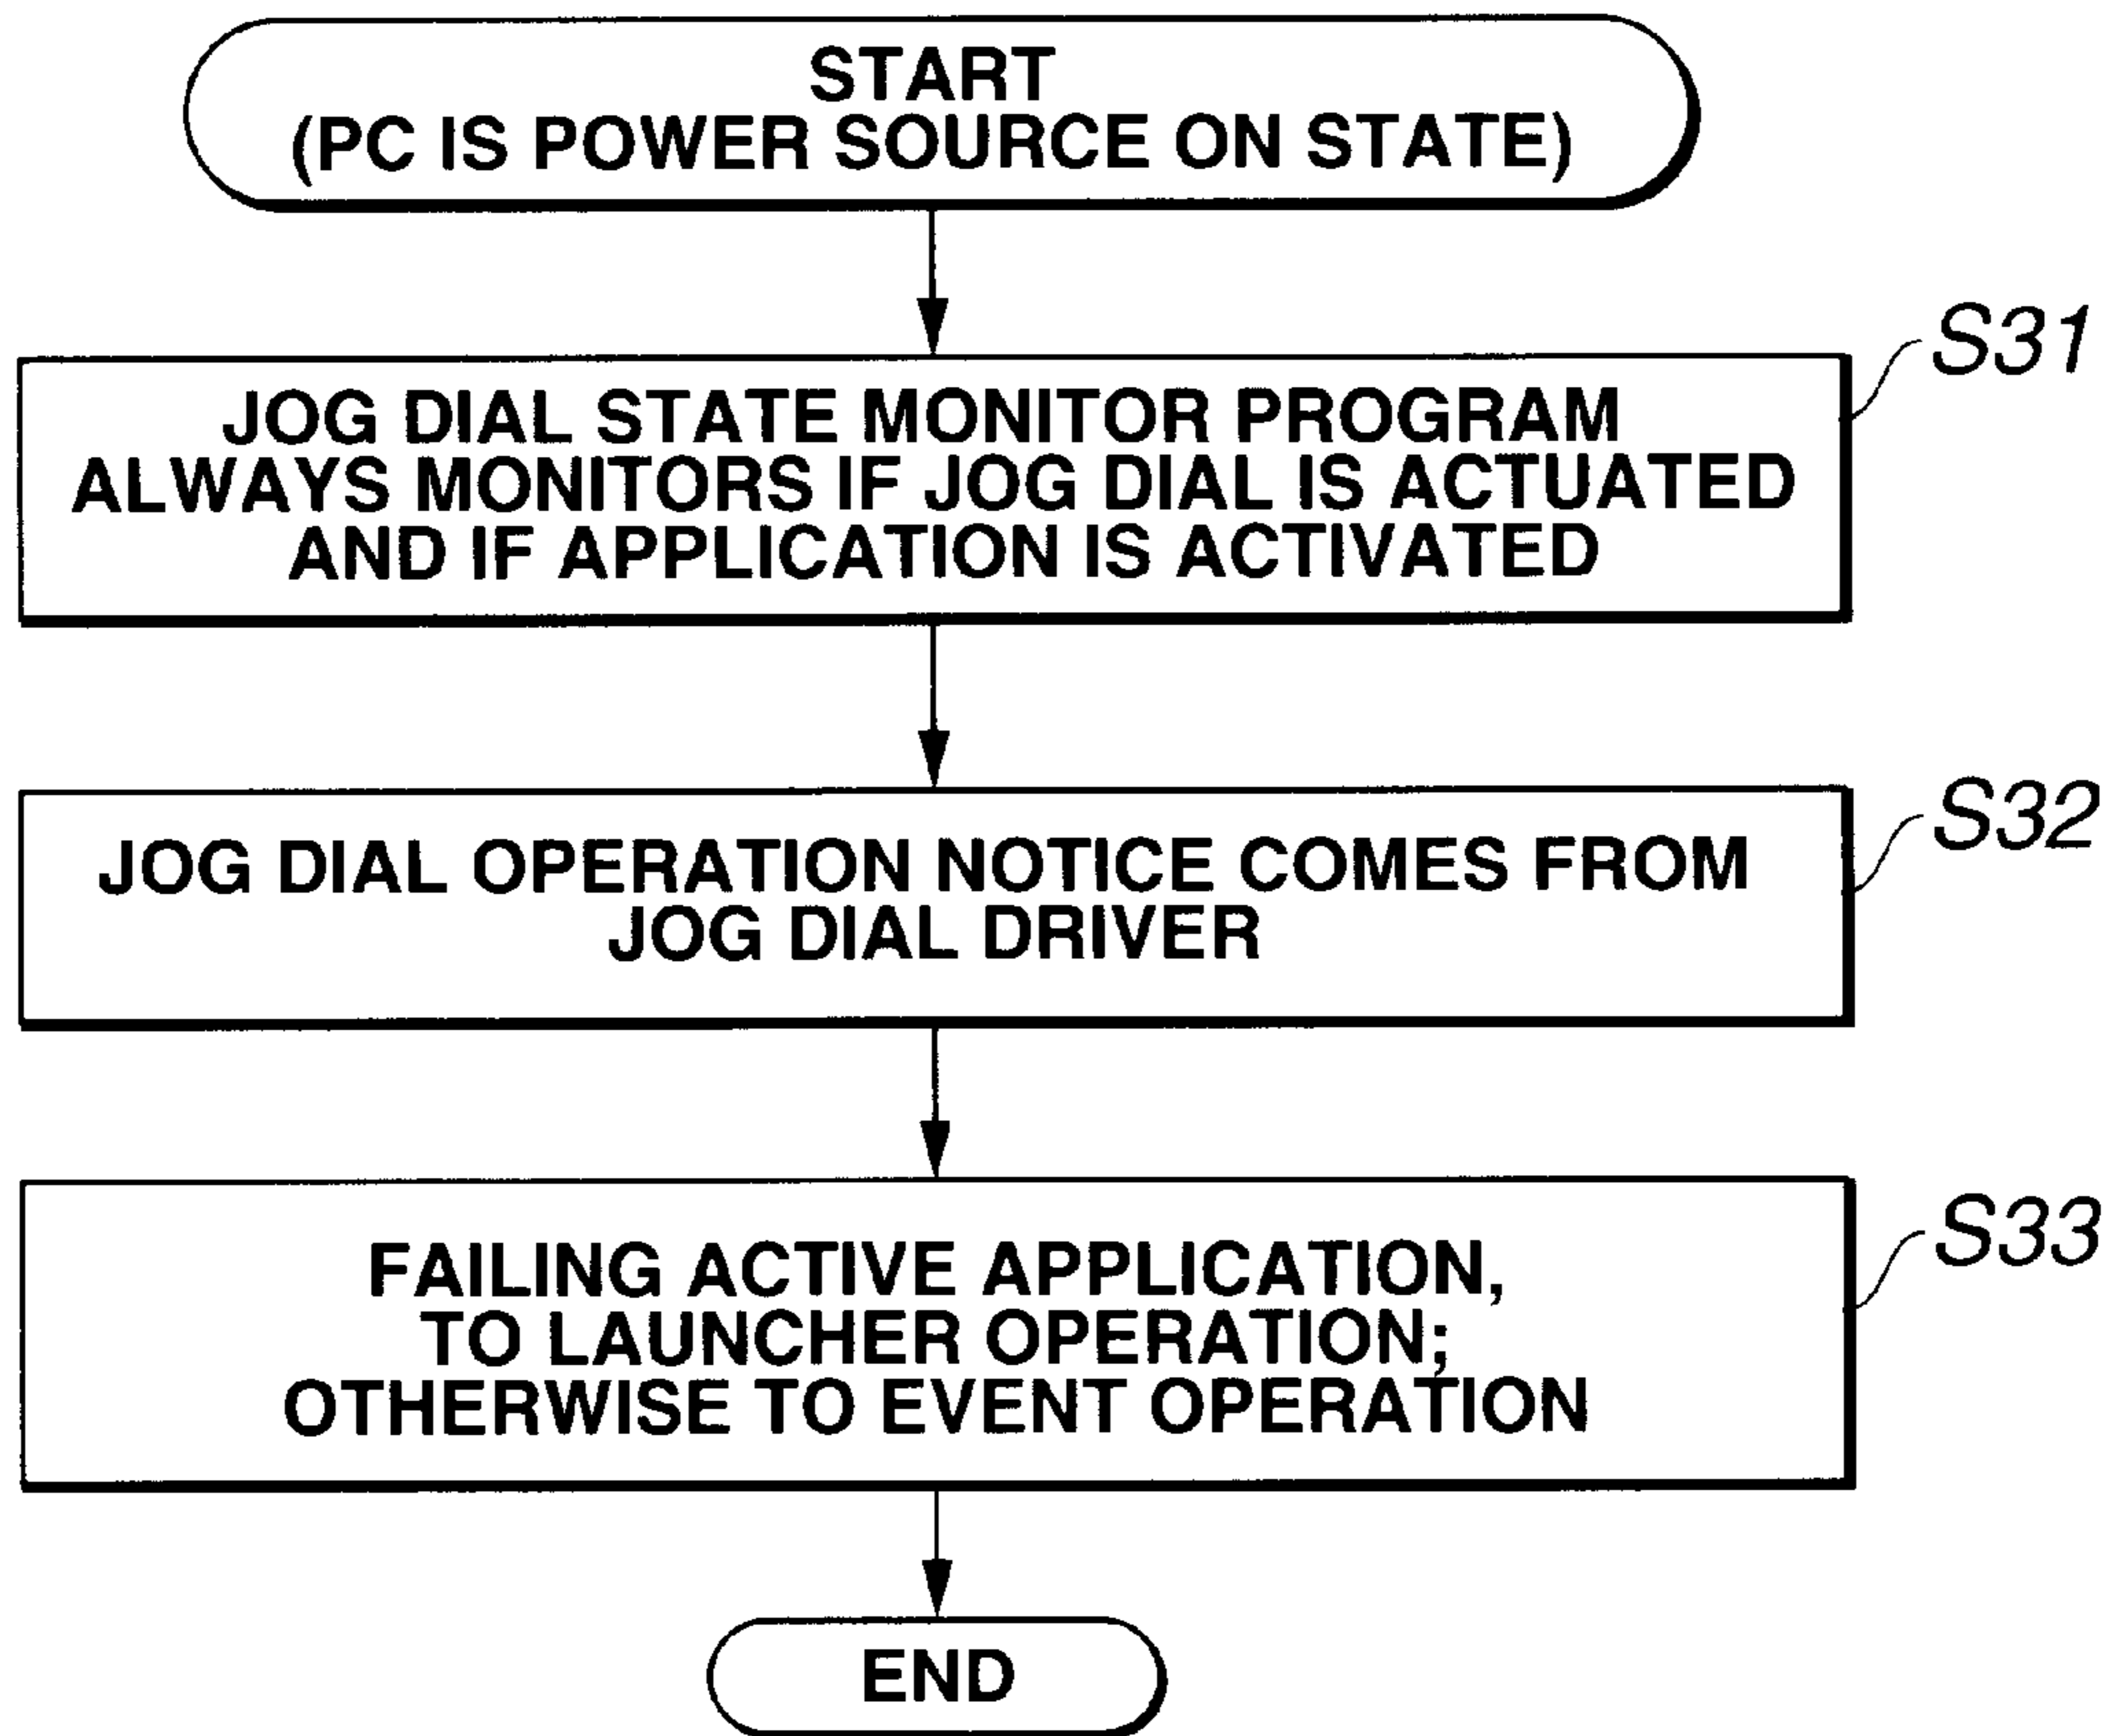 START
(PC IS POWER SOURCE ON STATE)
S31
JOG DIAL STATE MONITOR PROGRAM
ALWAYS MONITORS IF JOG DIAL IS ACTUATED
AND IF APPLICATION IS ACTIVATED
S32
JOG DIAL OPERATION NOTICE COMES FROM
JOG DIAL DRIVER
S33
FAILING ACTIVE APPLICATION,
TO LAUNCHER OPERATION;
OTHERWISE TO EVENT OPERATION
END